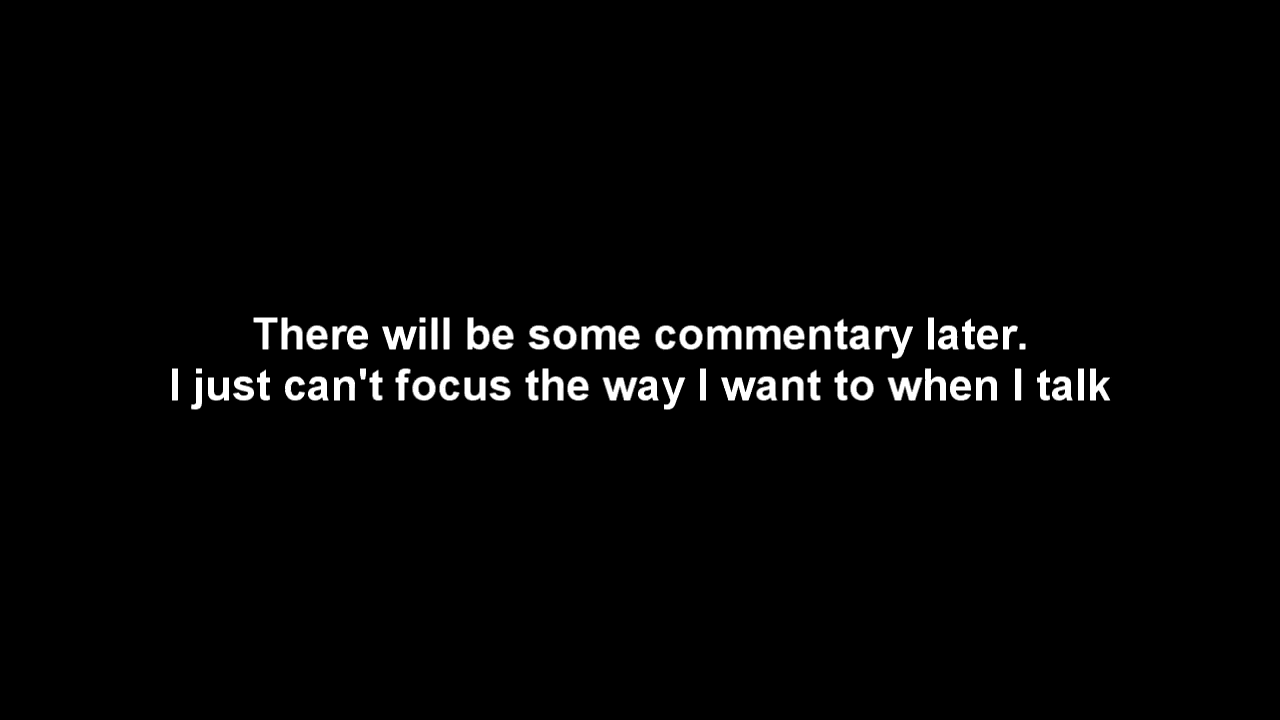 There will be some commentary later.
I just can't focus the way I want to when I talk